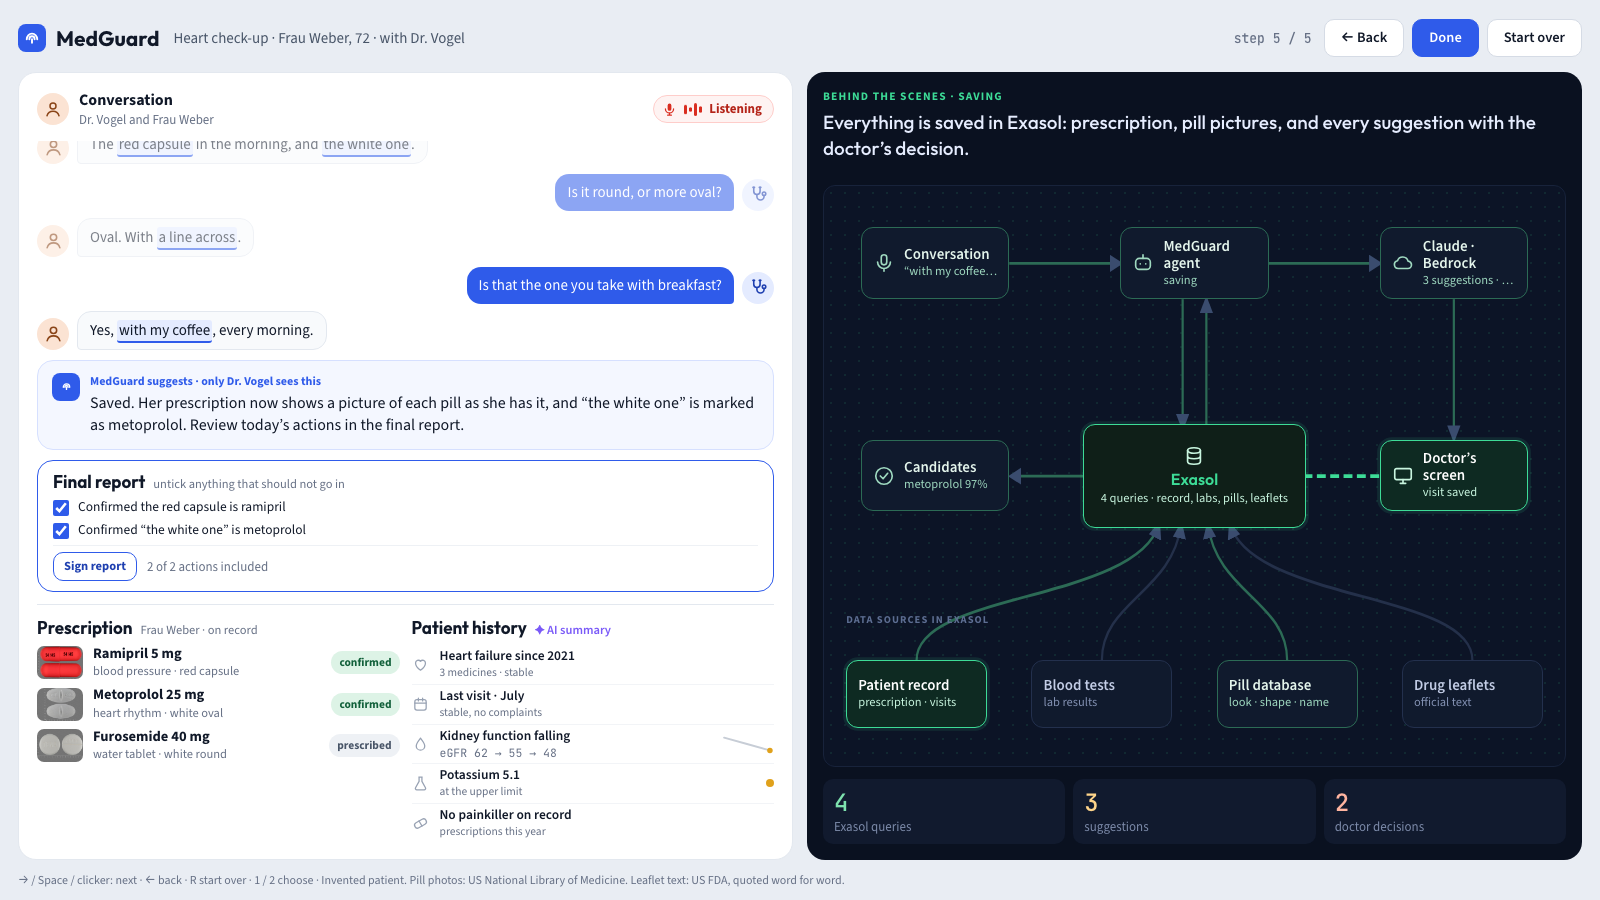 MedGuard
Heart check-up · Frau Weber, 72 · with Dr. Vogel
step 5 / 5
← Back
Done
Start over
Conversation
Dr. Vogel and Frau Weber
Listening
The red capsule in the morning, and the white one.
Is it round, or more oval?
Oval. With a line across.
Is that the one you take with breakfast?
Yes, with my coffee, every morning.
MedGuard suggests · only Dr. Vogel sees this
Saved. Her prescription now shows a picture of each pill as she has it, and “the white one” is marked
as metoprolol. Review today’s actions in the final report.
Final report untick anything that should not go in
Confirmed the red capsule is ramipril
Confirmed “the white one” is metoprolol
Sign report
2 of 2 actions included
Prescription Frau Weber · on record
Ramipril 5 mg
blood pressure · red capsule
confirmed
Metoprolol 25 mg
heart rhythm · white oval
confirmed
Furosemide 40 mg
water tablet · white round
prescribed
Patient history AI summary
Heart failure since 2021
3 medicines · stable
Last visit · July
stable, no complaints
Kidney function falling
eGFR 62 → 55 → 48
Potassium 5.1
at the upper limit
No painkiller on record
prescriptions this year
BEHIND THE SCENES · SAVING
Everything is saved in Exasol: prescription, pill pictures, and every suggestion with the
doctor’s decision.
Conversation
“with my coffee…
MedGuard
agent
saving
Claude ·
Bedrock
3 suggestions · …
Candidates
metoprolol 97%
Exasol
4 queries · record, labs, pills, leaflets
Doctor’s
screen
visit saved
DATA SOURCES IN EXASOL
Patient record
prescription · visits
Blood tests
lab results
Pill database
look · shape · name
Drug leaflets
official text
4
Exasol queries
3
suggestions
2
doctor decisions
→ / Space / clicker: next · ← back · R start over · 1 / 2 choose · Invented patient. Pill photos: US National Library of Medicine. Leaflet text: US FDA, quoted word for word.